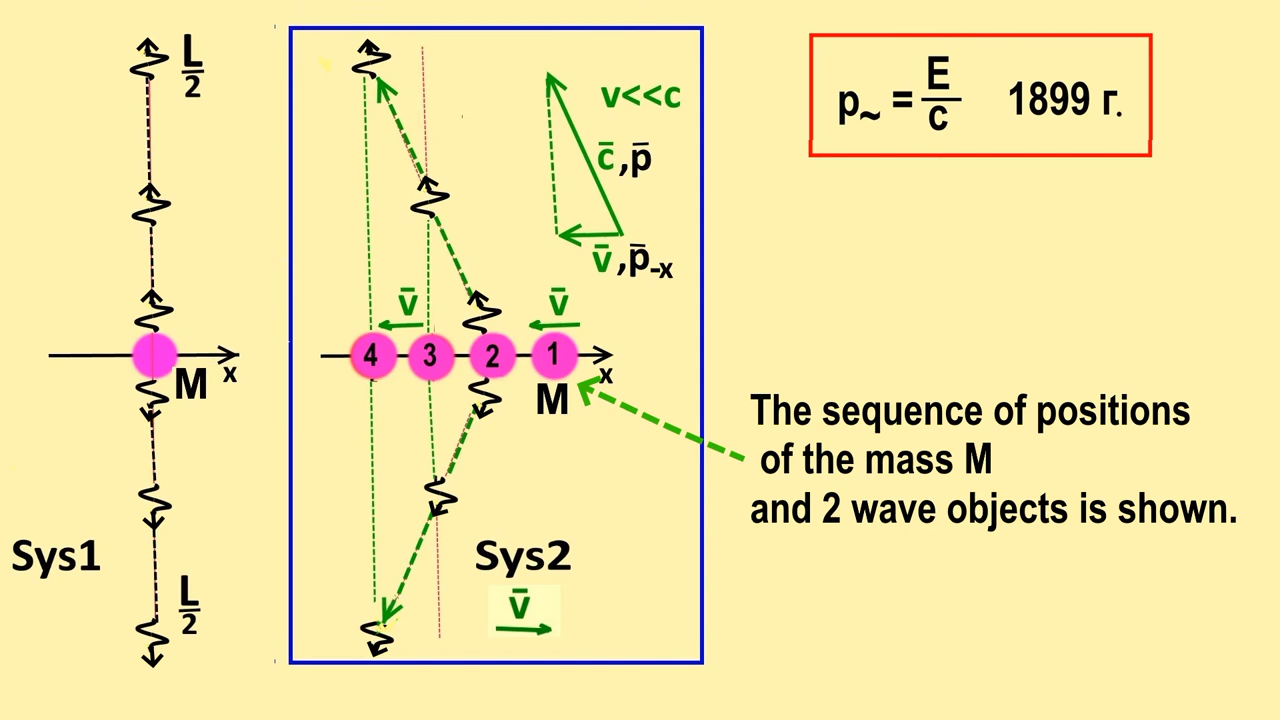 L
2
M
x
Sys1
L
2
v<<c
c̄,p̄
v̄,p̄-x
v̄
v̄
4
3
2
1
x
M
Sys2
v̄
p~ = E
c
1899 г.
The sequence of positions
of the mass M
and 2 wave objects is shown.